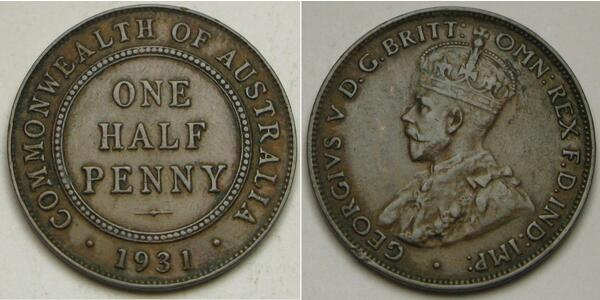 COMMONWEALTH OF AUSTRALIA
ONE
HALF
PENNY
· 1931 ·
GEORGIVS V D.G.BRITT: OMN: REX F.D.IND:IMP: